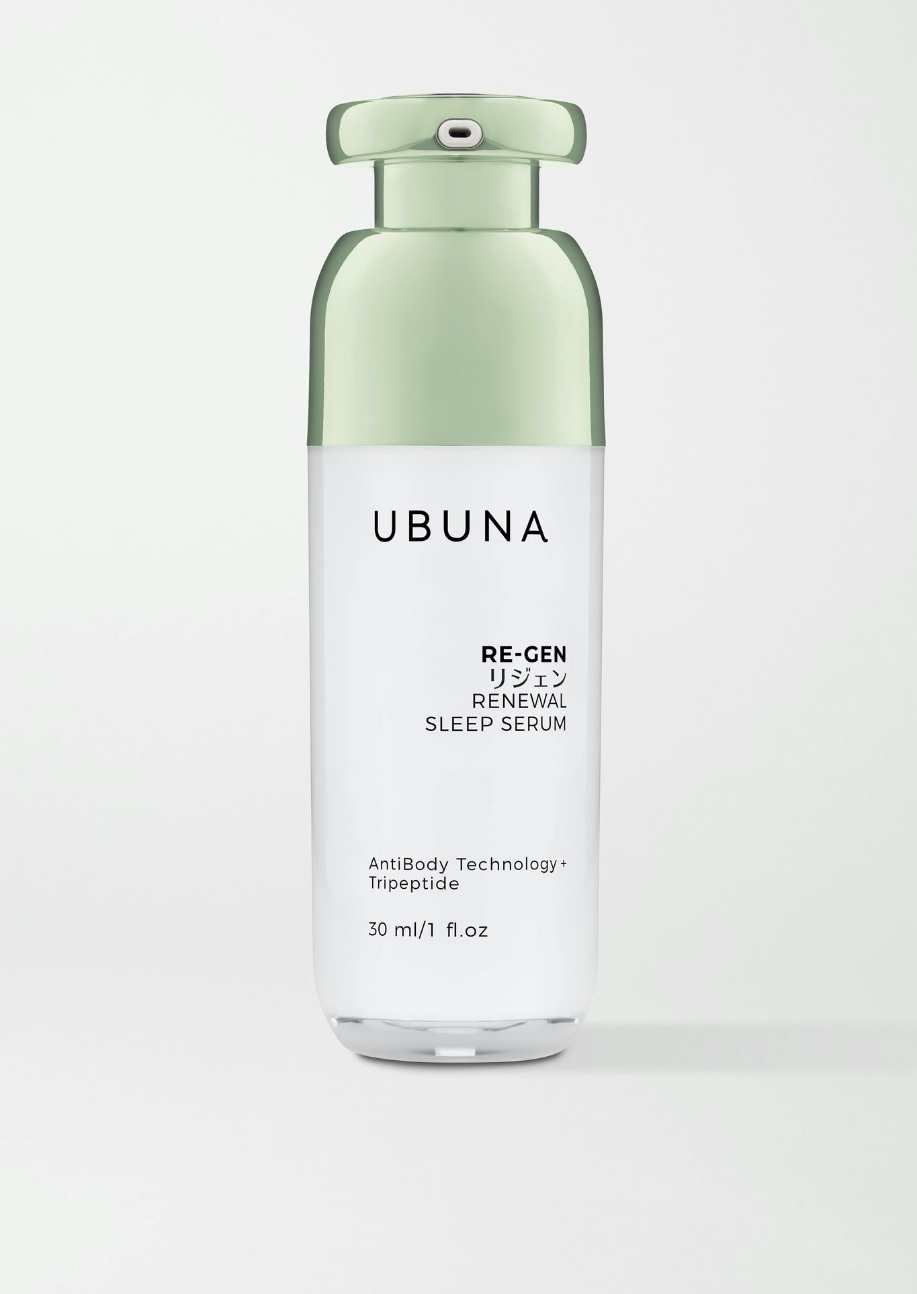 UBUNA
RE-GEN
リジェン
RENEWAL
SLEEP SERUM
AntiBody Technology+
Tripeptide
30 ml/1 fl.oz